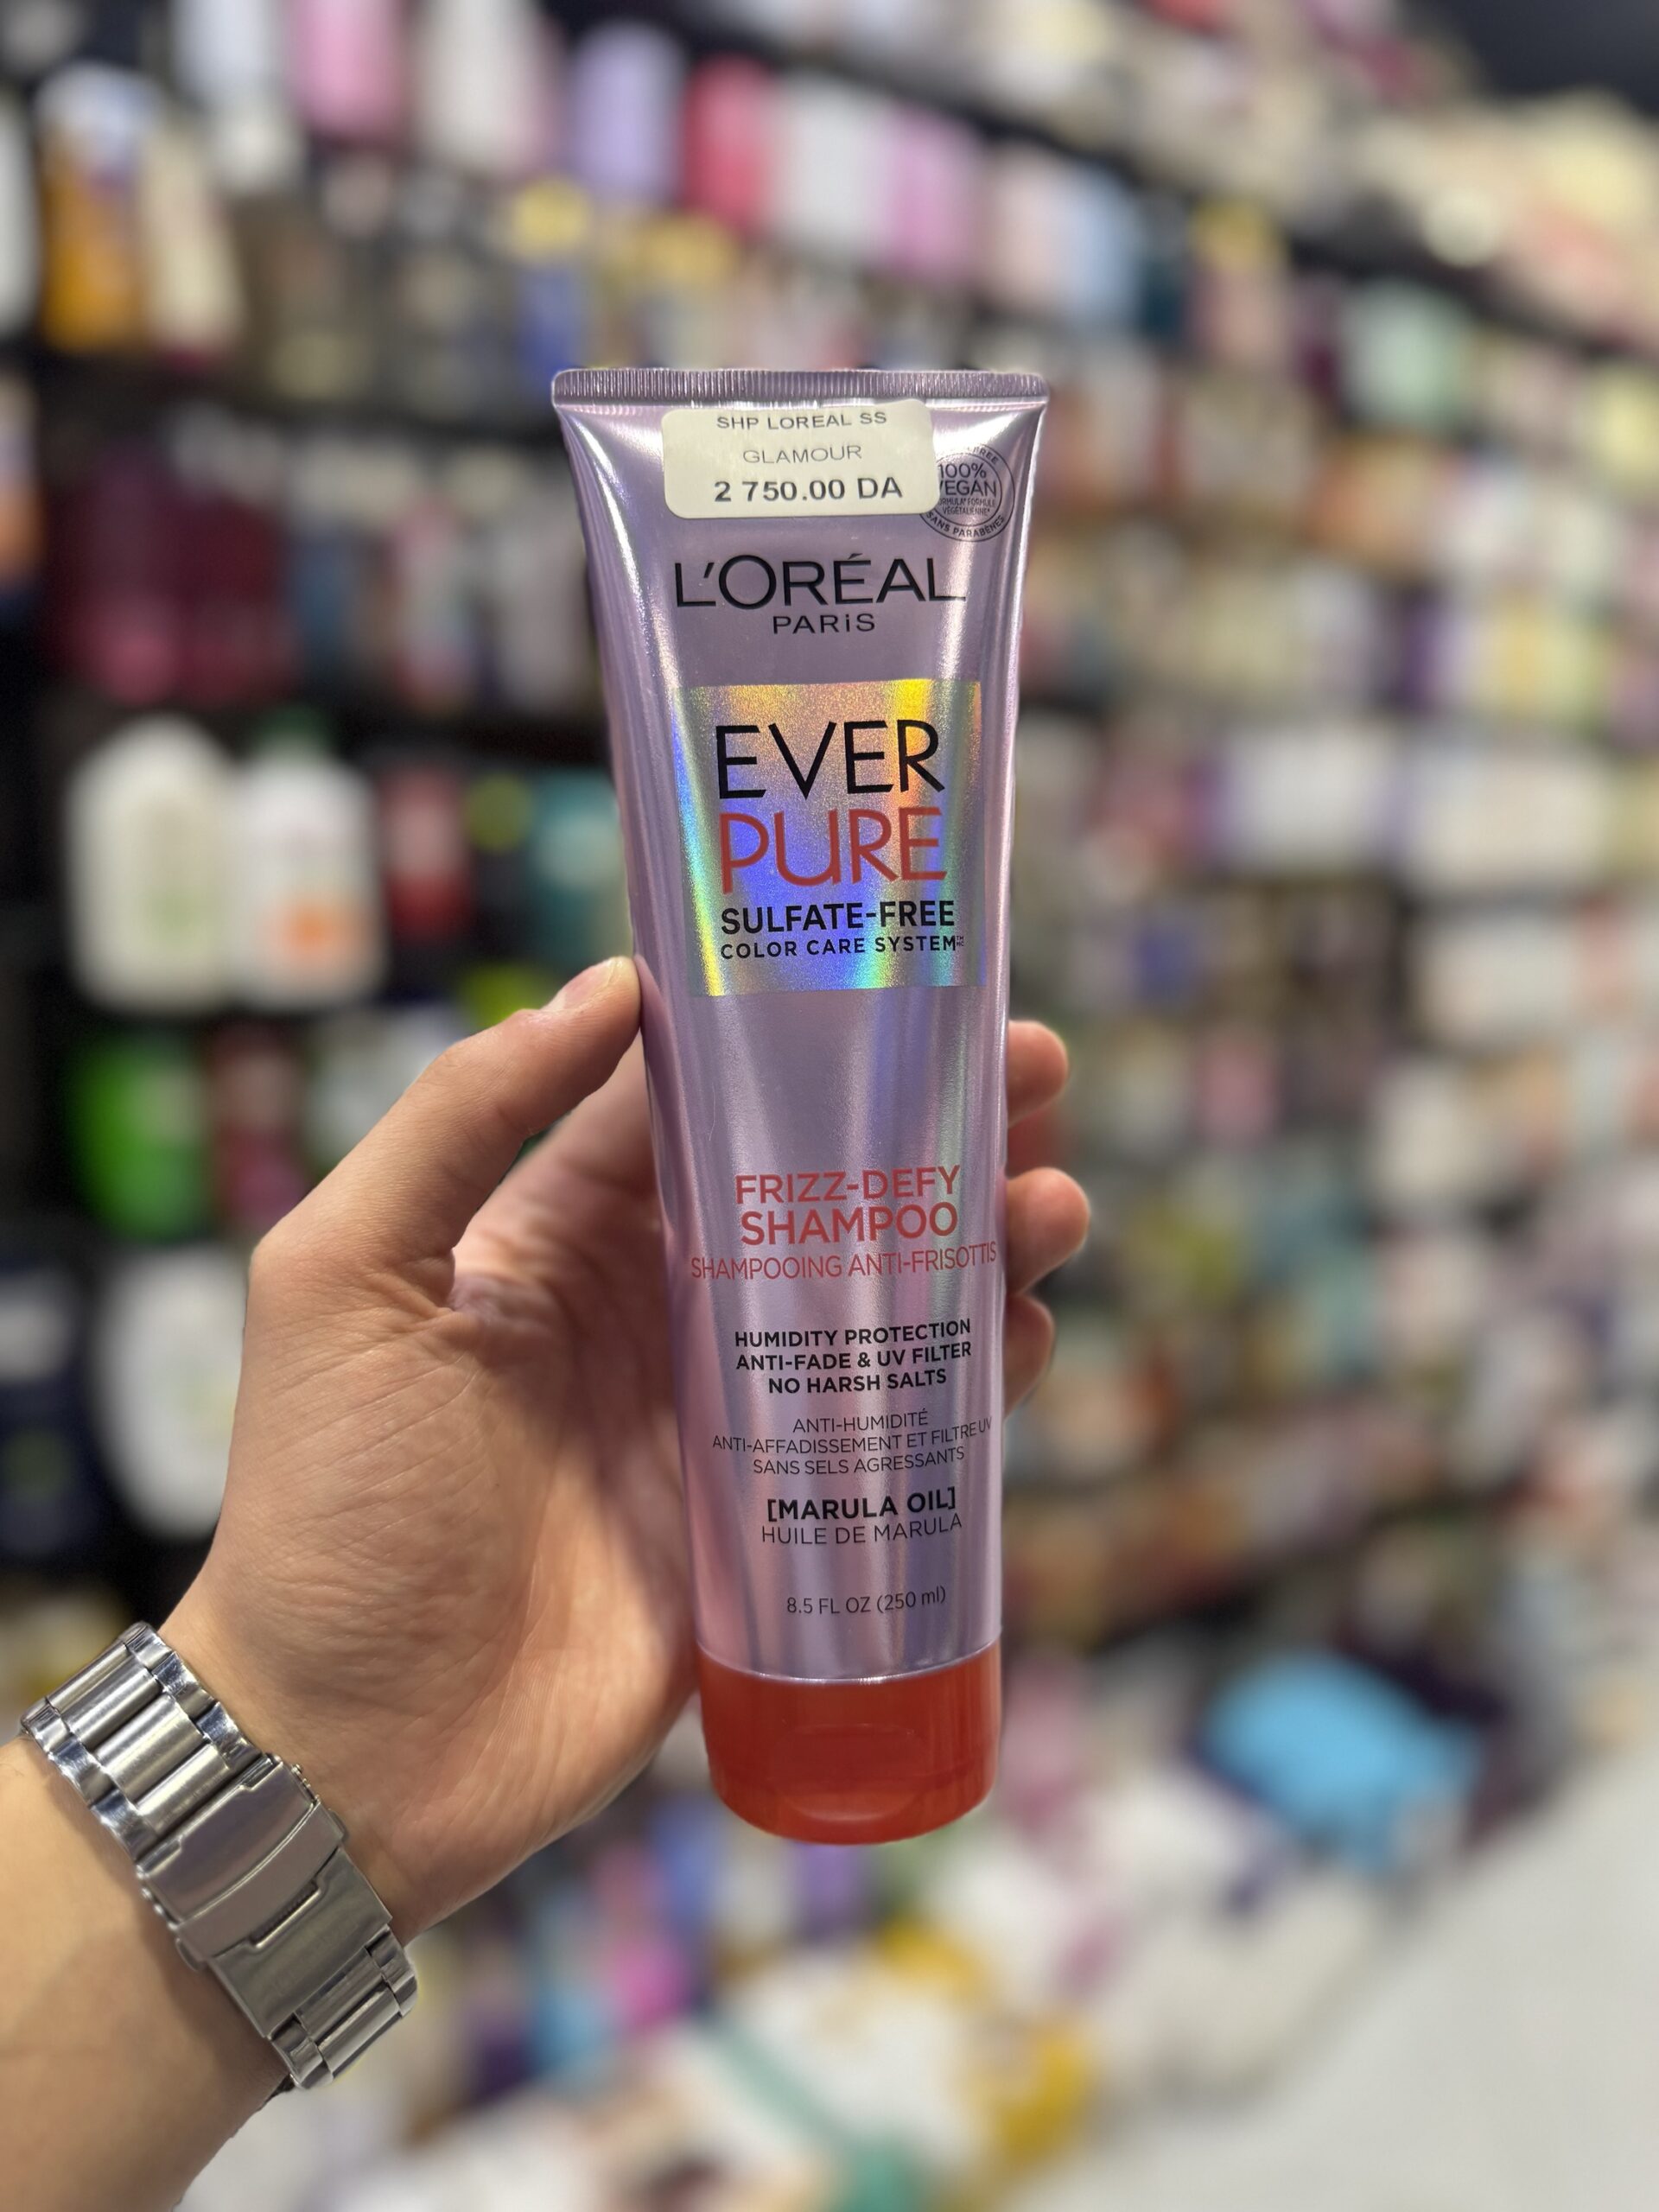 SHP LOREAL SS
GLAMOUR
2 750.00 DA
100%
VEGAN
SANS PARABÈNES
L'ORÉAL
PARiS
EVER
PURE
SULFATE-FREE
COLOR CARE SYSTEM
FRIZZ-DEFY
SHAMPOO
SHAMPOOING ANTI-FRISOTTIS
HUMIDITY PROTECTION
ANTI-FADE & UV FILTER
NO HARSH SALTS
ANTI-HUMIDITÉ
ANTI-AFFADISSEMENT ET FILTRE UV
SANS SELS AGRESSANTS
[MARULA OIL]
HUILE DE MARULA
8.5 FL OZ (250 ml)